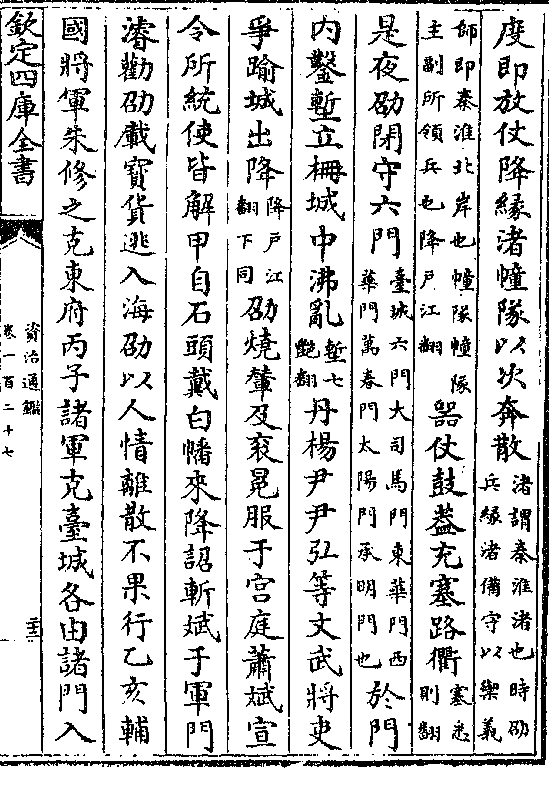 度即放仗降緣渚幢隊以次奔散渚謂秦淮渚也時劭兵緣渚備守以禦義
師即秦淮北岸也幢隊幢隊主副所領兵也降戸江翻器仗鼓蓋充塞路衢塞悉則翻
是夜劭閉守六門臺城六門大司馬門東華門西華門萬春門太陽門承明門也於門
内鑿塹立柵城中沸亂塹七艶翻丹楊尹尹弘等文武將吏
爭踰城出降降戸江翻下同劭燒輦及衮冕服于宫庭蕭斌宣
令所統使皆解甲自石頭戴白幡來降詔斬斌于軍門
濬勸劭載寳貨逃入海劭以人情離散不果行乙亥輔
國將軍朱修之克東府丙子諸軍克臺城各由諸門入
欽定四庫全書
資治通鑑
卷一百二十七
二十三